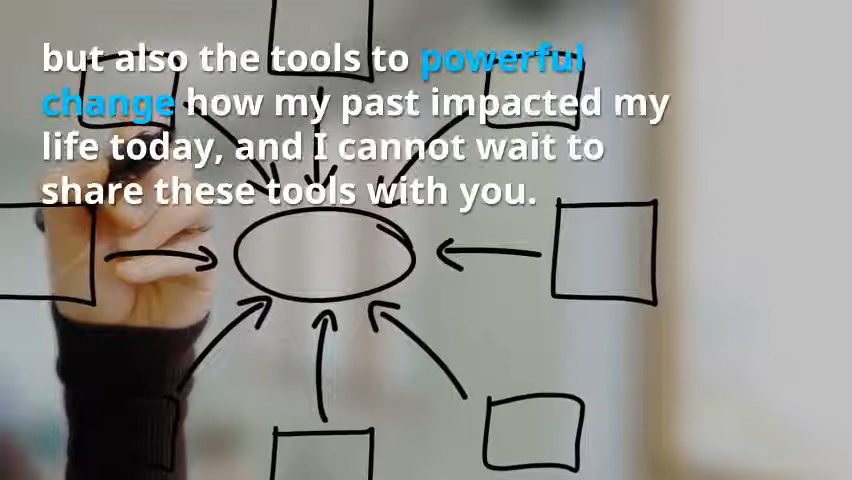 but also the tools to powerful
change how my past impacted my
life today, and I cannot wait to
share these tools with you.